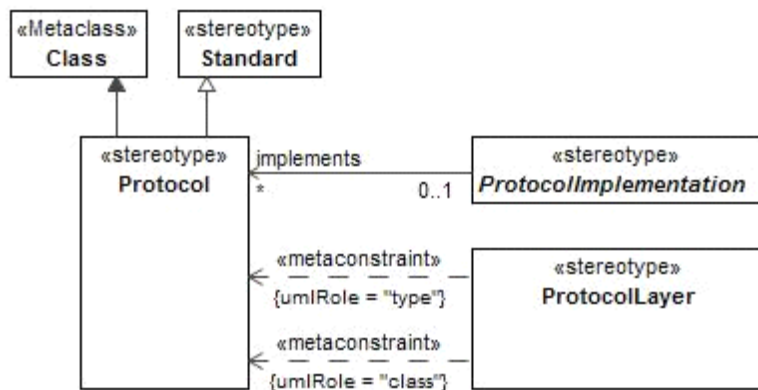 «Metaclass»
Class
«stereotype»
Standard
«stereotype»
Protocol
implements
*
0..1
«stereotype»
ProtocolImplementation
«metaconstraint»
{umlRole = "type"}
«stereotype»
ProtocolLayer
«metaconstraint»
{umlRole = "class"}